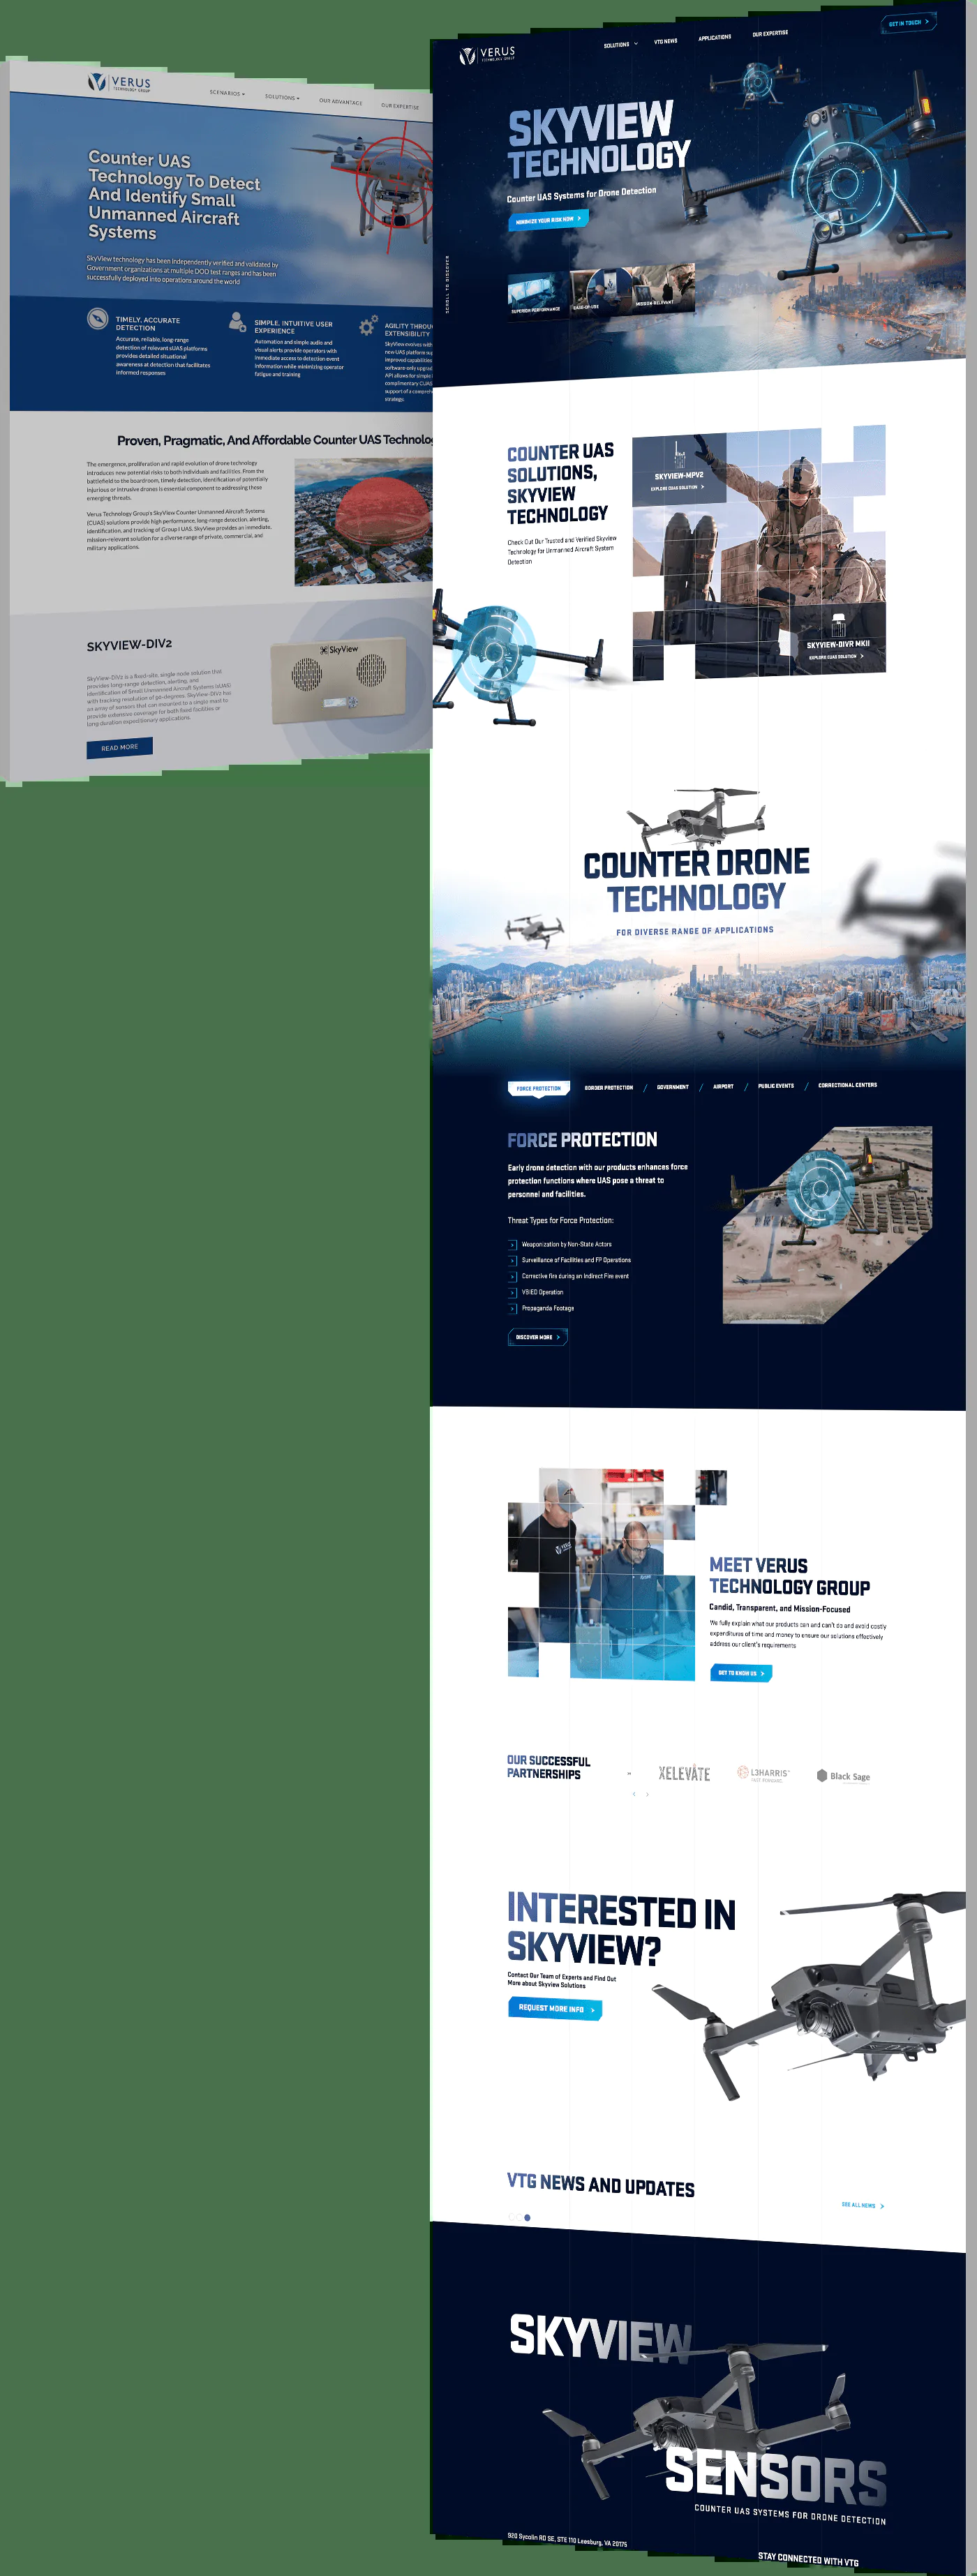 VERUS
TECHNOLOGY GROUP
SCENARIOS
SOLUTIONS
OUR ADVANTAGE
OUR EXPERTISE
Counter UAS
Technology To Detect
And Identify Small
Unmanned Aircraft
Systems
SkyView technology has been independently verified and validated by
Government organizations at multiple DOD test ranges and has been
successfully deployed into operations around the world
TIMELY, ACCURATE
DETECTION
Accurate, reliable, long-range
detection of relevant sUAS platforms
provides detailed situational
awareness at detection that facilitates
informed responses
SIMPLE, INTUITIVE USER
EXPERIENCE
Automation and simple audio and
visual alerts provide operators with
immediate access to detection event
information while minimizing operator
fatigue and training
AGILITY THROU
EXTENSIBILITY
SkyView evolves with
new UAS platform sup
improved capabilities
software-only upgrad
API allows for simple
complimentary CUAS
support of a compreh
strategy.
Proven, Pragmatic, And Affordable Counter UAS Technolo
The emergence, proliferation and rapid evolution of drone technology
introduces new potential risks to both individuals and facilities. From the
battlefield to the boardroom, timely detection, identification of potentially
injurious or intrusive drones is essential component to addressing these
emerging threats.
Verus Technology Group's SkyView Counter Unmanned Aircraft Systems
(CUAS) solutions provide high performance, long-range detection, alerting,
identification, and tracking of Group I UAS. SkyView provides an immediate,
mission-relevant solution for a diverse range of private, commercial, and
military applications.
SKYVIEW-DIV2
SkyView-DIV2 is a fixed-site, single node solution that
provides long-range detection, alerting, and
identification of Small Unmanned Aircraft Systems (sUAS)
with tracking resolution of 90-degrees. SkyView-DIV2 has
an array of sensors that can mounted to a single mast to
provide extensive coverage for both fixed facilities or
long duration expeditionary applications.
READ MORE
SkyView
VERUS
TECHNOLOGY GROUP
SOLUTIONS
VTG NEWS
APPLICATIONS
OUR EXPERTISE
GET IN TOUCH
SKYVIEW
TECHNOLOGY
Counter UAS Systems for Drone Detection
MINIMIZE YOUR RISK NOW
SCROLL TO DISCOVER
SUPERIOR PERFORMANCE
EASE-OF-USE
MISSION-RELEVANT
COUNTER UAS
SOLUTIONS,
SKYVIEW
TECHNOLOGY
Check Out Our Trusted and Verified Skyview
Technology for Unmanned Aircraft System
Detection
SKYVIEW-MPV2
EXPLORE CUAS SOLUTION
SKYVIEW-DIVR MKII
EXPLORE CUAS SOLUTION
COUNTER DRONE
TECHNOLOGY
FOR DIVERSE RANGE OF APPLICATIONS
FORCE PROTECTION
BORDER PROTECTION
GOVERNMENT
AIRPORT
PUBLIC EVENTS
CORRECTIONAL CENTERS
FORCE PROTECTION
Early drone detection with our products enhances force
protection functions where UAS pose a threat to
personnel and facilities.
Threat Types for Force Protection:
Weaponization by Non-State Actors
Surveillance of Facilities and FP Operations
Corrective fire during an Indirect Fire event
VBIED Operation
Propaganda Footage
DISCOVER MORE
VERUS
MEET VERUS
TECHNOLOGY GROUP
Candid, Transparent, and Mission-Focused
We fully explain what our products can and can't do and avoid costly
expenditures of time and money to ensure our solutions effectively
address our client's requirements
GET TO KNOW US
OUR SUCCESSFUL
PARTNERSHIPS
XELEVATE
L3HARRIS™
FAST FORWARD.
Black Sage
INTERESTED IN
SKYVIEW?
Contact Our Team of Experts and Find Out
More about Skyview Solutions
REQUEST MORE INFO
VTG NEWS AND UPDATES
SEE ALL NEWS
SKYVIEW
SENSORS
COUNTER UAS SYSTEMS FOR DRONE DETECTION
920 Sycolin RD SE, STE 110 Leesburg, VA 20175
STAY CONNECTED WITH VTG